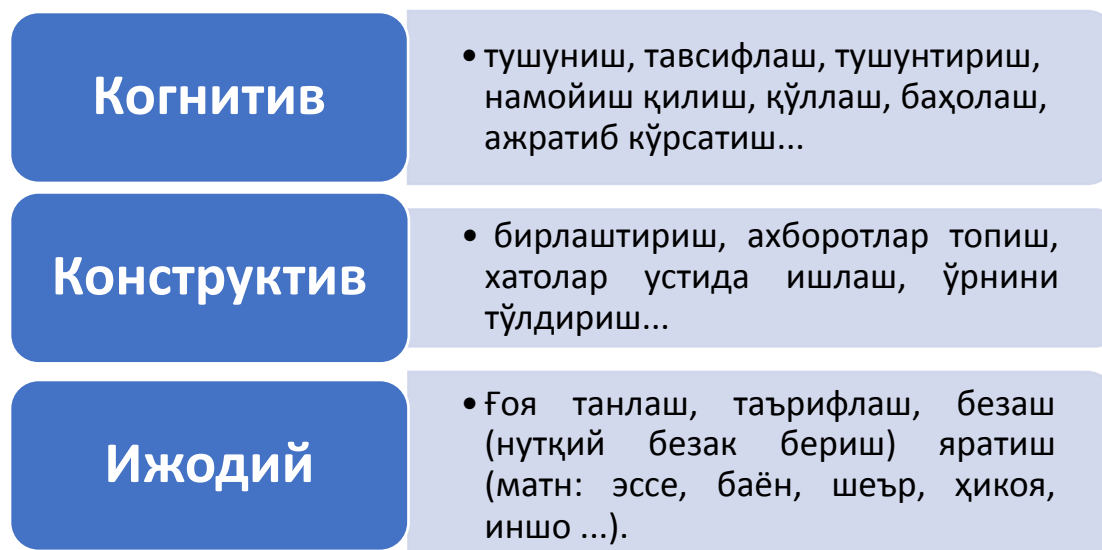 Когнитив
• тушуниш, тавсифлаш, тушунтириш,
намойиш қилиш, қўллаш, баҳолаш,
ажратиб кўрсатиш...
Конструктив
• бирлаштириш, ахборотлар топиш,
хатолар устида ишлаш, ўрнини
тўлдириш...
Ижодий
• Ғоя танлаш, таърифлаш, безаш
(нутқий безак бериш) яратиш
(матн: эссе, баён, шеър, ҳикоя,
иншо ...).